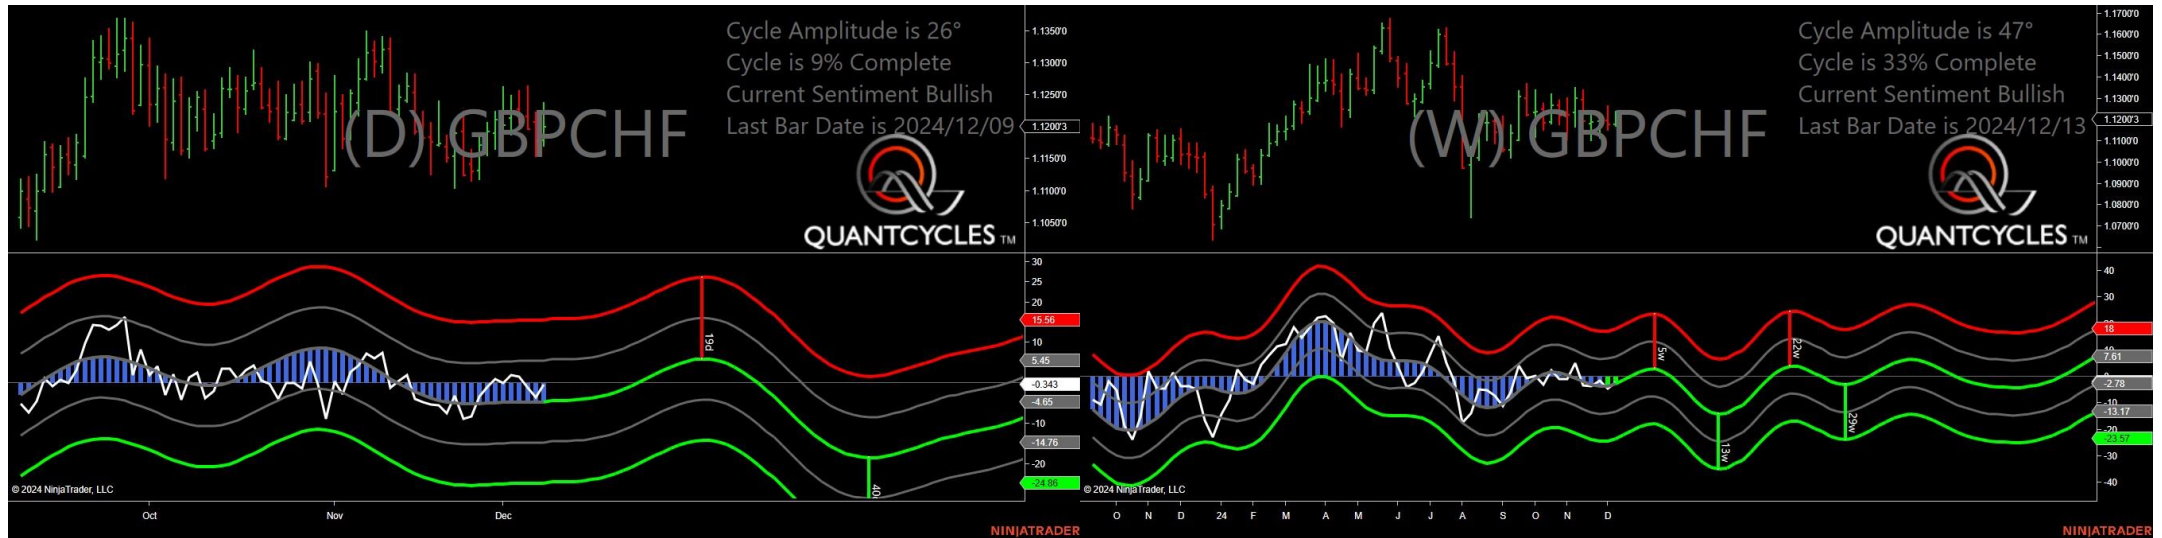 Cycle Amplitude is 26°
Cycle is 9% Complete
Current Sentiment Bullish
Last Bar Date is 2024/12/09
(D) GBPCHF
QUANTCYCLES TM
1.1350'0
1.1300'0
1.1250'0
1.1200'3
1.1150'0
1.1100'0
1.1050'0
30
25
20
15.56
10
5.45
-0.343
-4.65
-10
-14.76
-20
-24.86
19d
© 2024 NinjaTrader, LLC
Oct Nov Dec
NINJATRADER
Cycle Amplitude is 47°
Cycle is 33% Complete
Current Sentiment Bullish
Last Bar Date is 2024/12/13
(W) GBPCHF
QUANTCYCLES TM
1.1700'0
1.1600'0
1.1500'0
1.1400'0
1.1300'0
1.1200'3
1.1100'0
1.1000'0
1.0900'0
1.0800'0
1.0700'0
40
30
18
7.61
-2.78
-13.17
-23.57
-30
-40
5w
13w
22w
29w
© 2024 NinjaTrader, LLC
O N D 24 F M A M J J A S O N D
NINJATRADER